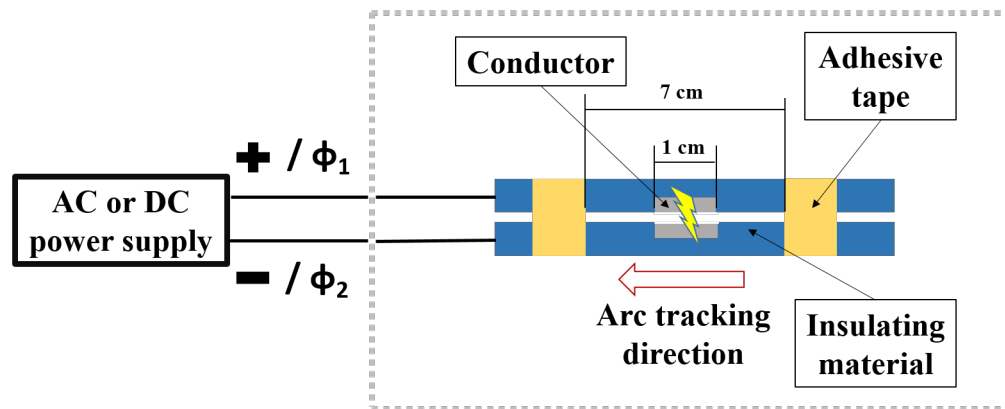 Conductor
Adhesive
tape
7 cm
1 cm
+ / ϕ1
AC or DC
power supply
- / ϕ2
Arc tracking
direction
Insulating
material